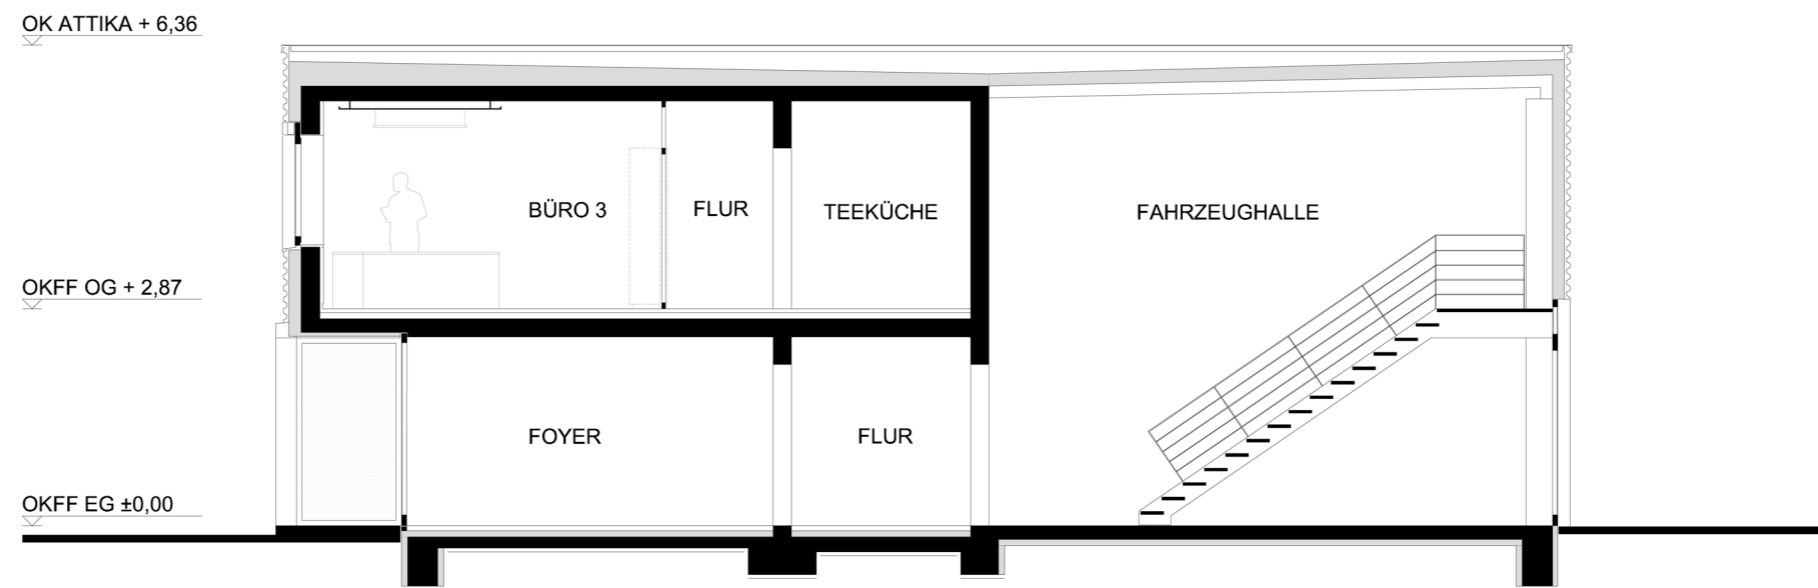 OK ATTIKA + 6,36
BÜRO 3
FLUR
TEEKÜCHE
FAHRZEUGHALLE
OKFF OG + 2,87
FOYER
FLUR
OKFF EG ±0,00